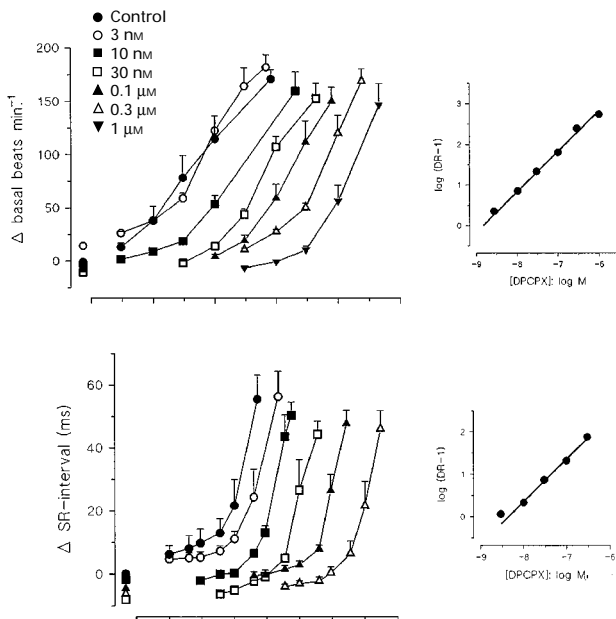 Control
3 nM
10 nM
30 nM
0.1 μM
0.3 μM
1 μM
200
150
100
50
0
Δ basal beats min⁻¹
3
2
1
0
log (DR-1)
-9 -8 -7 -6
[DPCPX]: log M
60
40
20
0
Δ SR-interval (ms)
2
1
0
log (DR-1)
-9 -8 -7 -6
[DPCPX]: log M